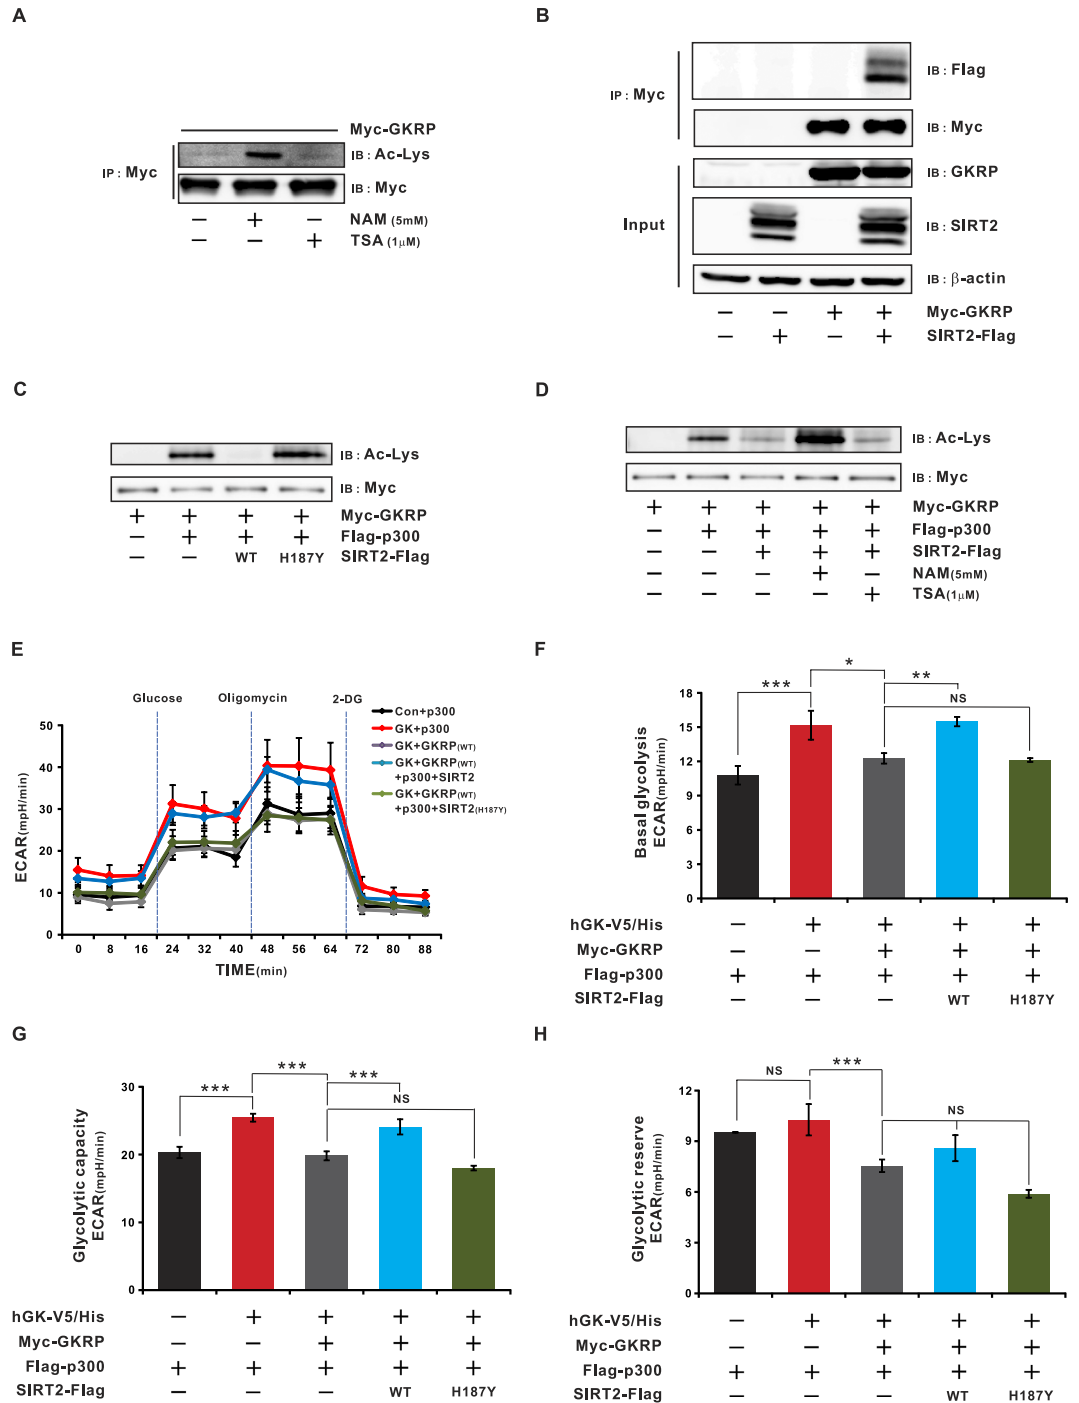 A
Myc-GKRP
IP : Myc
IB : Ac-Lys
IB : Myc
− + − NAM (5mM)
− − + TSA (1μM)
B
IP : Myc
IB : Flag
IB : Myc
Input
IB : GKRP
IB : SIRT2
IB : β-actin
− − + + Myc-GKRP
− + − + SIRT2-Flag
C
IB : Ac-Lys
IB : Myc
+ + + + Myc-GKRP
− + + + Flag-p300
− − WT H187Y SIRT2-Flag
D
IB : Ac-Lys
IB : Myc
+ + + + + Myc-GKRP
− + + + + Flag-p300
− − + + + SIRT2-Flag
− − − + − NAM(5mM)
− − − − + TSA(1μM)
E
Glucose Oligomycin 2-DG
Con+p300
GK+p300
GK+GKRP(WT)
GK+GKRP(WT)
+p300+SIRT2
GK+GKRP(WT)
+p300+SIRT2(H187Y)
ECAR(mpH/min)
50
40
30
20
10
0
0 8 16 24 32 40 48 56 64 72 80 88
TIME(min)
F
Basal glycolysis
ECAR(mpH/min)
18
15
12
9
6
3
0
*** * ** NS
hGK-V5/His − + + + +
Myc-GKRP − − + + +
Flag-p300 + + + + +
SIRT2-Flag − − − WT H187Y
G
Glycolytic capacity
ECAR(mpH/min)
30
20
10
0
*** *** *** NS
hGK-V5/His − + + + +
Myc-GKRP − − + + +
Flag-p300 + + + + +
SIRT2-Flag − − − WT H187Y
H
Glycolytic reserve
ECAR(mpH/min)
12
9
6
3
0
NS *** NS
hGK-V5/His − + + + +
Myc-GKRP − − + + +
Flag-p300 + + + + +
SIRT2-Flag − − − WT H187Y